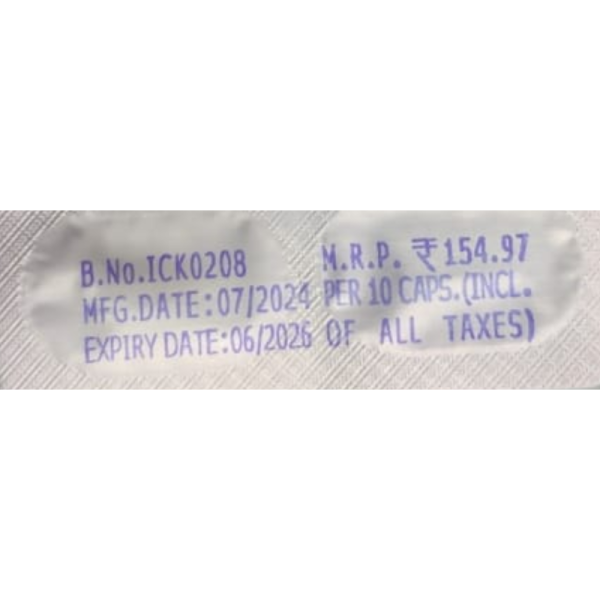 B.No.ICK0208 M.R.P. ₹154.97
MFG.DATE:07/2024 PER 10 CAPS.(INCL.
EXPIRY DATE:06/2026 OF ALL TAXES)